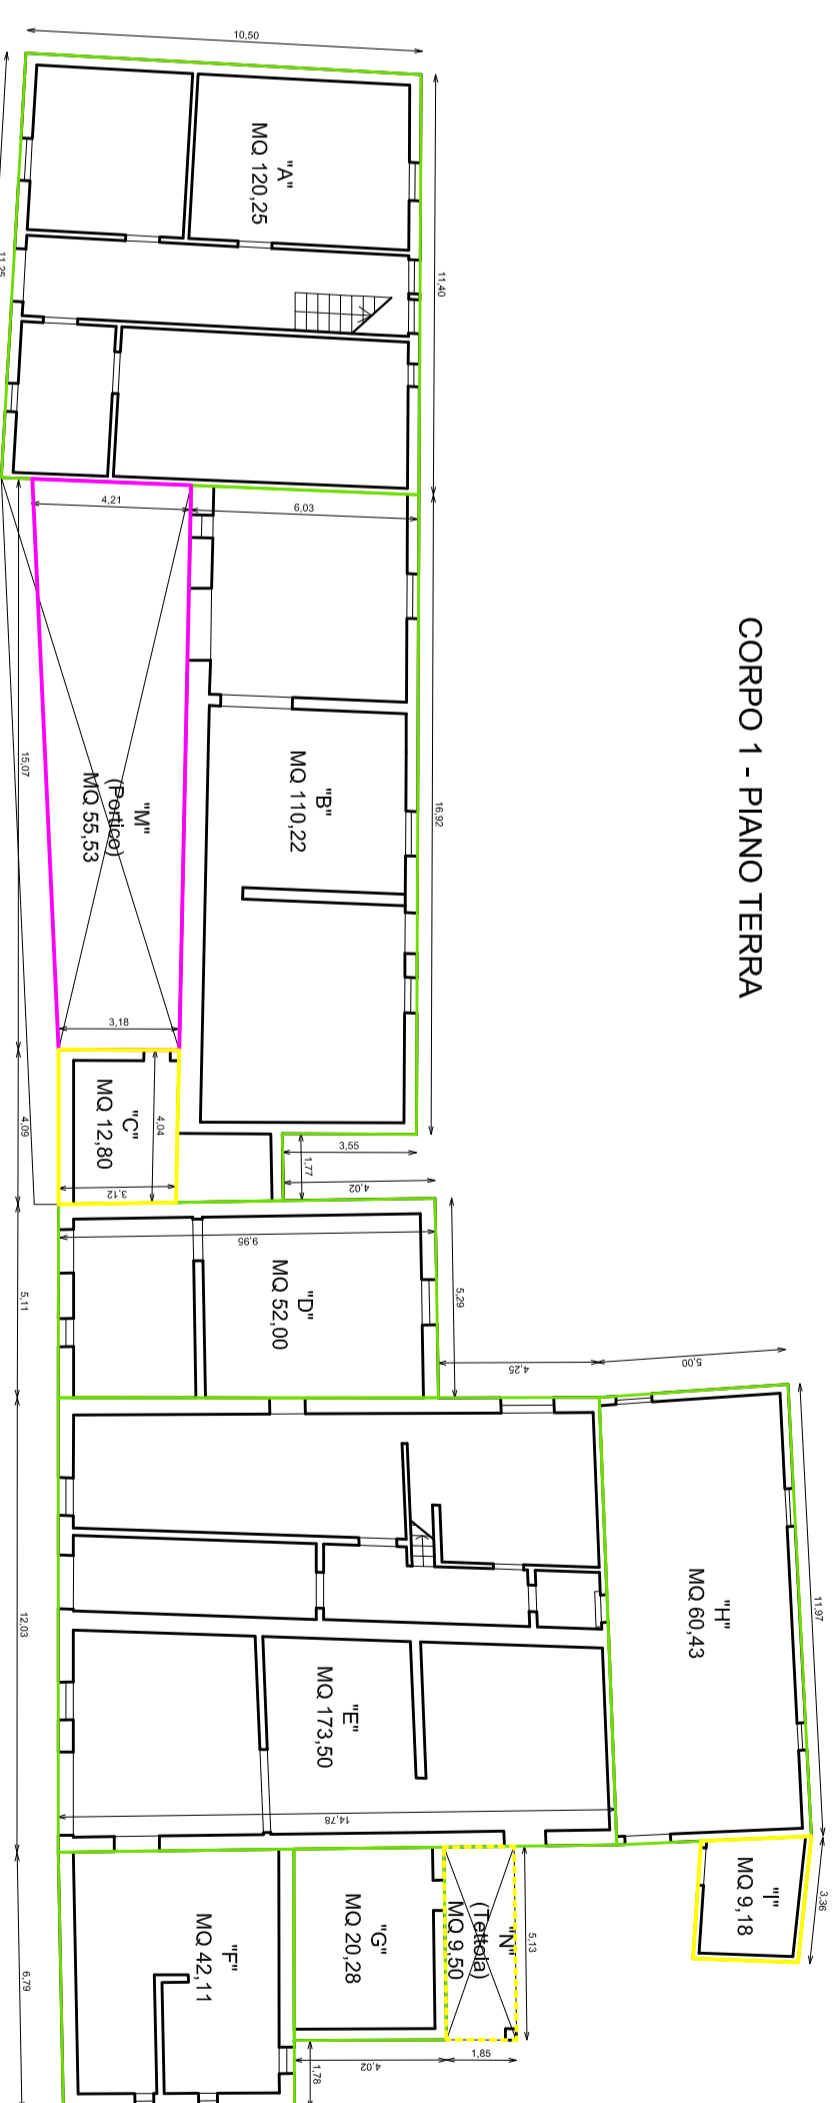 CORPO 1 - PIANO TERRA
10,50
11,25
11,40
"A"
MQ 120,25
4,21
6,03
"B"
MQ 110,22
16,92
"M"
(Portico)
MQ 55,53
15,07
3,18
"C"
MQ 12,80
4,04
3,12
4,09
3,55
1,77
4,02
9,95
"D"
MQ 52,00
5,11
5,29
4,25
5,00
"H"
MQ 60,43
11,97
"E"
MQ 173,50
12,03
14,78
"I"
MQ 9,18
3,36
"N"
(Tettoia)
MQ 9,50
5,13
"G"
MQ 20,28
"F"
MQ 42,11
6,79
1,85
4,02
1,78